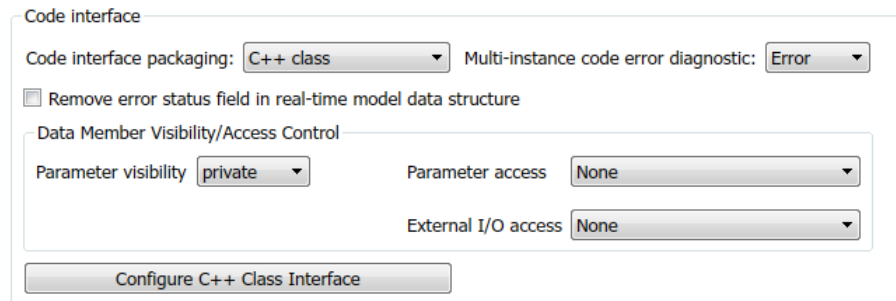 Code interface
Code interface packaging: C++ class Multi-instance code error diagnostic: Error
Remove error status field in real-time model data structure
Data Member Visibility/Access Control
Parameter visibility private Parameter access None
External I/O access None
Configure C++ Class Interface